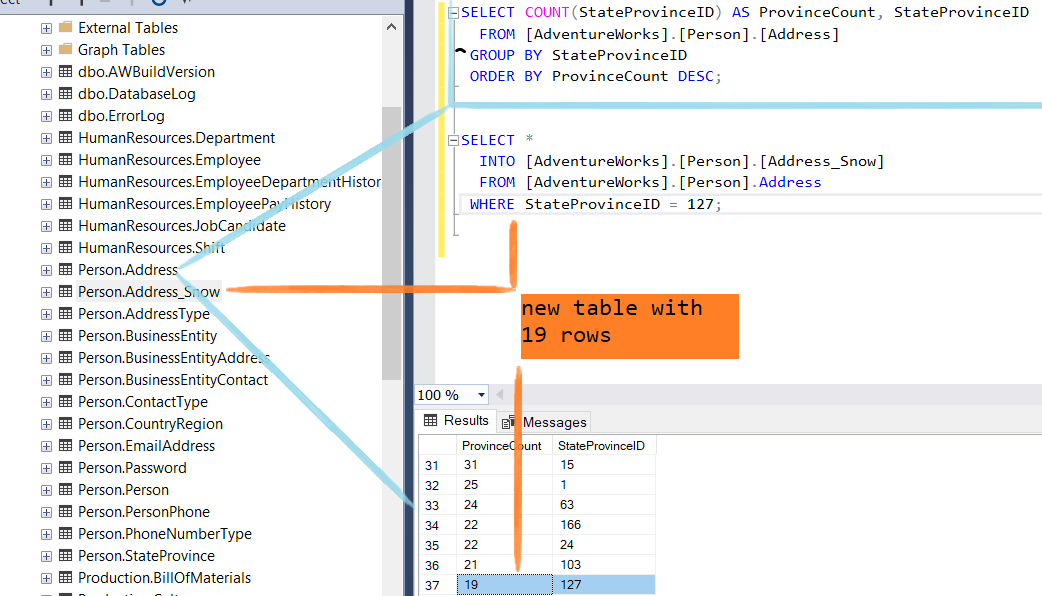 External Tables
Graph Tables
dbo.AWBuildVersion
dbo.DatabaseLog
dbo.ErrorLog
HumanResources.Department
HumanResources.Employee
HumanResources.EmployeeDepartmentHistor
HumanResources.EmployeePayHistory
HumanResources.JobCandidate
HumanResources.Shift
Person.Address
Person.Address_Snow
Person.AddressType
Person.BusinessEntity
Person.BusinessEntityAddress
Person.BusinessEntityContact
Person.ContactType
Person.CountryRegion
Person.EmailAddress
Person.Password
Person.Person
Person.PersonPhone
Person.PhoneNumberType
Person.StateProvince
Production.BillOfMaterials
SELECT COUNT(StateProvinceID) AS ProvinceCount, StateProvinceID
FROM [AdventureWorks].[Person].[Address]
GROUP BY StateProvinceID
ORDER BY ProvinceCount DESC;
SELECT *
INTO [AdventureWorks].[Person].[Address_Snow]
FROM [AdventureWorks].[Person].Address
WHERE StateProvinceID = 127;
new table with
19 rows
100 %
Results Messages
ProvinceCount StateProvinceID
31 31 15
32 25 1
33 24 63
34 22 166
35 22 24
36 21 103
37 19 127